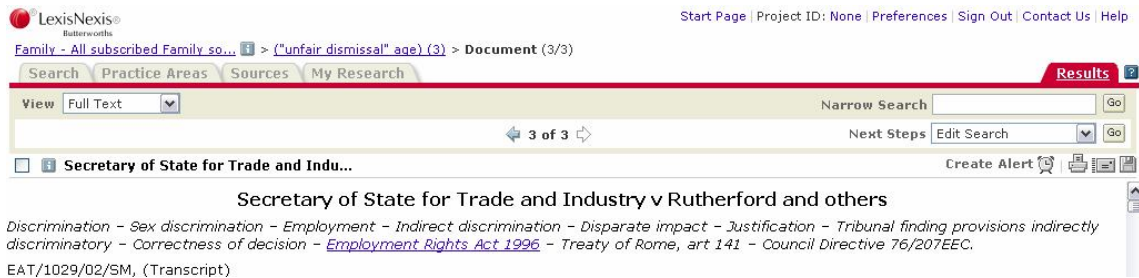 LexisNexis®
Butterworths
Start Page | Project ID: None | Preferences | Sign Out | Contact Us | Help
Family - All subscribed Family so... > ("unfair dismissal" age) (3) > Document (3/3)
Search Practice Areas Sources My Research Results ?
View Full Text Narrow Search Go
3 of 3 Next Steps Edit Search Go
Secretary of State for Trade and Indu... Create Alert
Secretary of State for Trade and Industry v Rutherford and others
Discrimination – Sex discrimination – Employment – Indirect discrimination – Disparate impact – Justification – Tribunal finding provisions indirectly
discriminatory – Correctness of decision – Employment Rights Act 1996 – Treaty of Rome, art 141 – Council Directive 76/207EEC.
EAT/1029/02/SM, (Transcript)